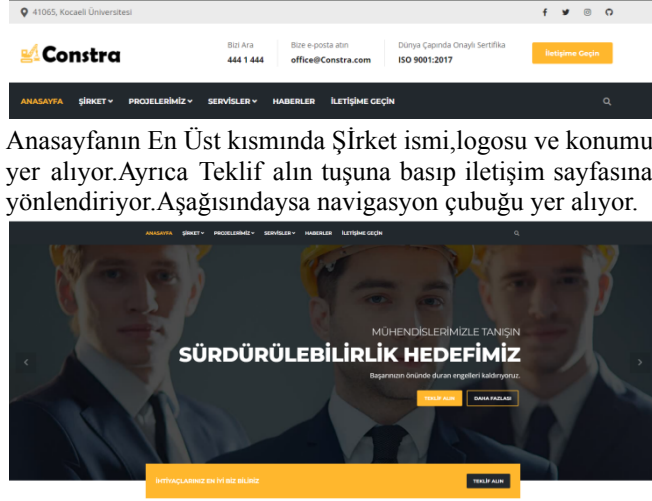 41065, Kocaeli Üniversitesi
Constra
Bizi Ara
444 1 444
Bize e-posta atın
office@Constra.com
Dünya Çapında Onaylı Sertifika
ISO 9001:2017
İletişime Geçin
ANASAYFA ŞİRKET PROJELERİMİZ SERVİSLER HABERLER İLETİŞİME GEÇİN
Anasayfanın En Üst kısmında Şİrket ismi,logosu ve konumu
yer alıyor.Ayrıca Teklif alın tuşuna basıp iletişim sayfasına
yönlendiriyor.Aşağısındaysa navigasyon çubuğu yer alıyor.
ANASAYFA ŞİRKET PROJELERİMİZ SERVİSLER HABERLER İLETİŞİME GEÇİN
MÜHENDİSLERİMİZLE TANIŞIN
SÜRDÜRÜLEBİLİRLİK HEDEFİMİZ
Başarınızın önünde duran engelleri kaldırıyoruz.
TEKLİF ALIN DAHA FAZLASI
İHTİYAÇLARINIZ EN İYİ BİZ BİLİRİZ
TEKLİF ALIN